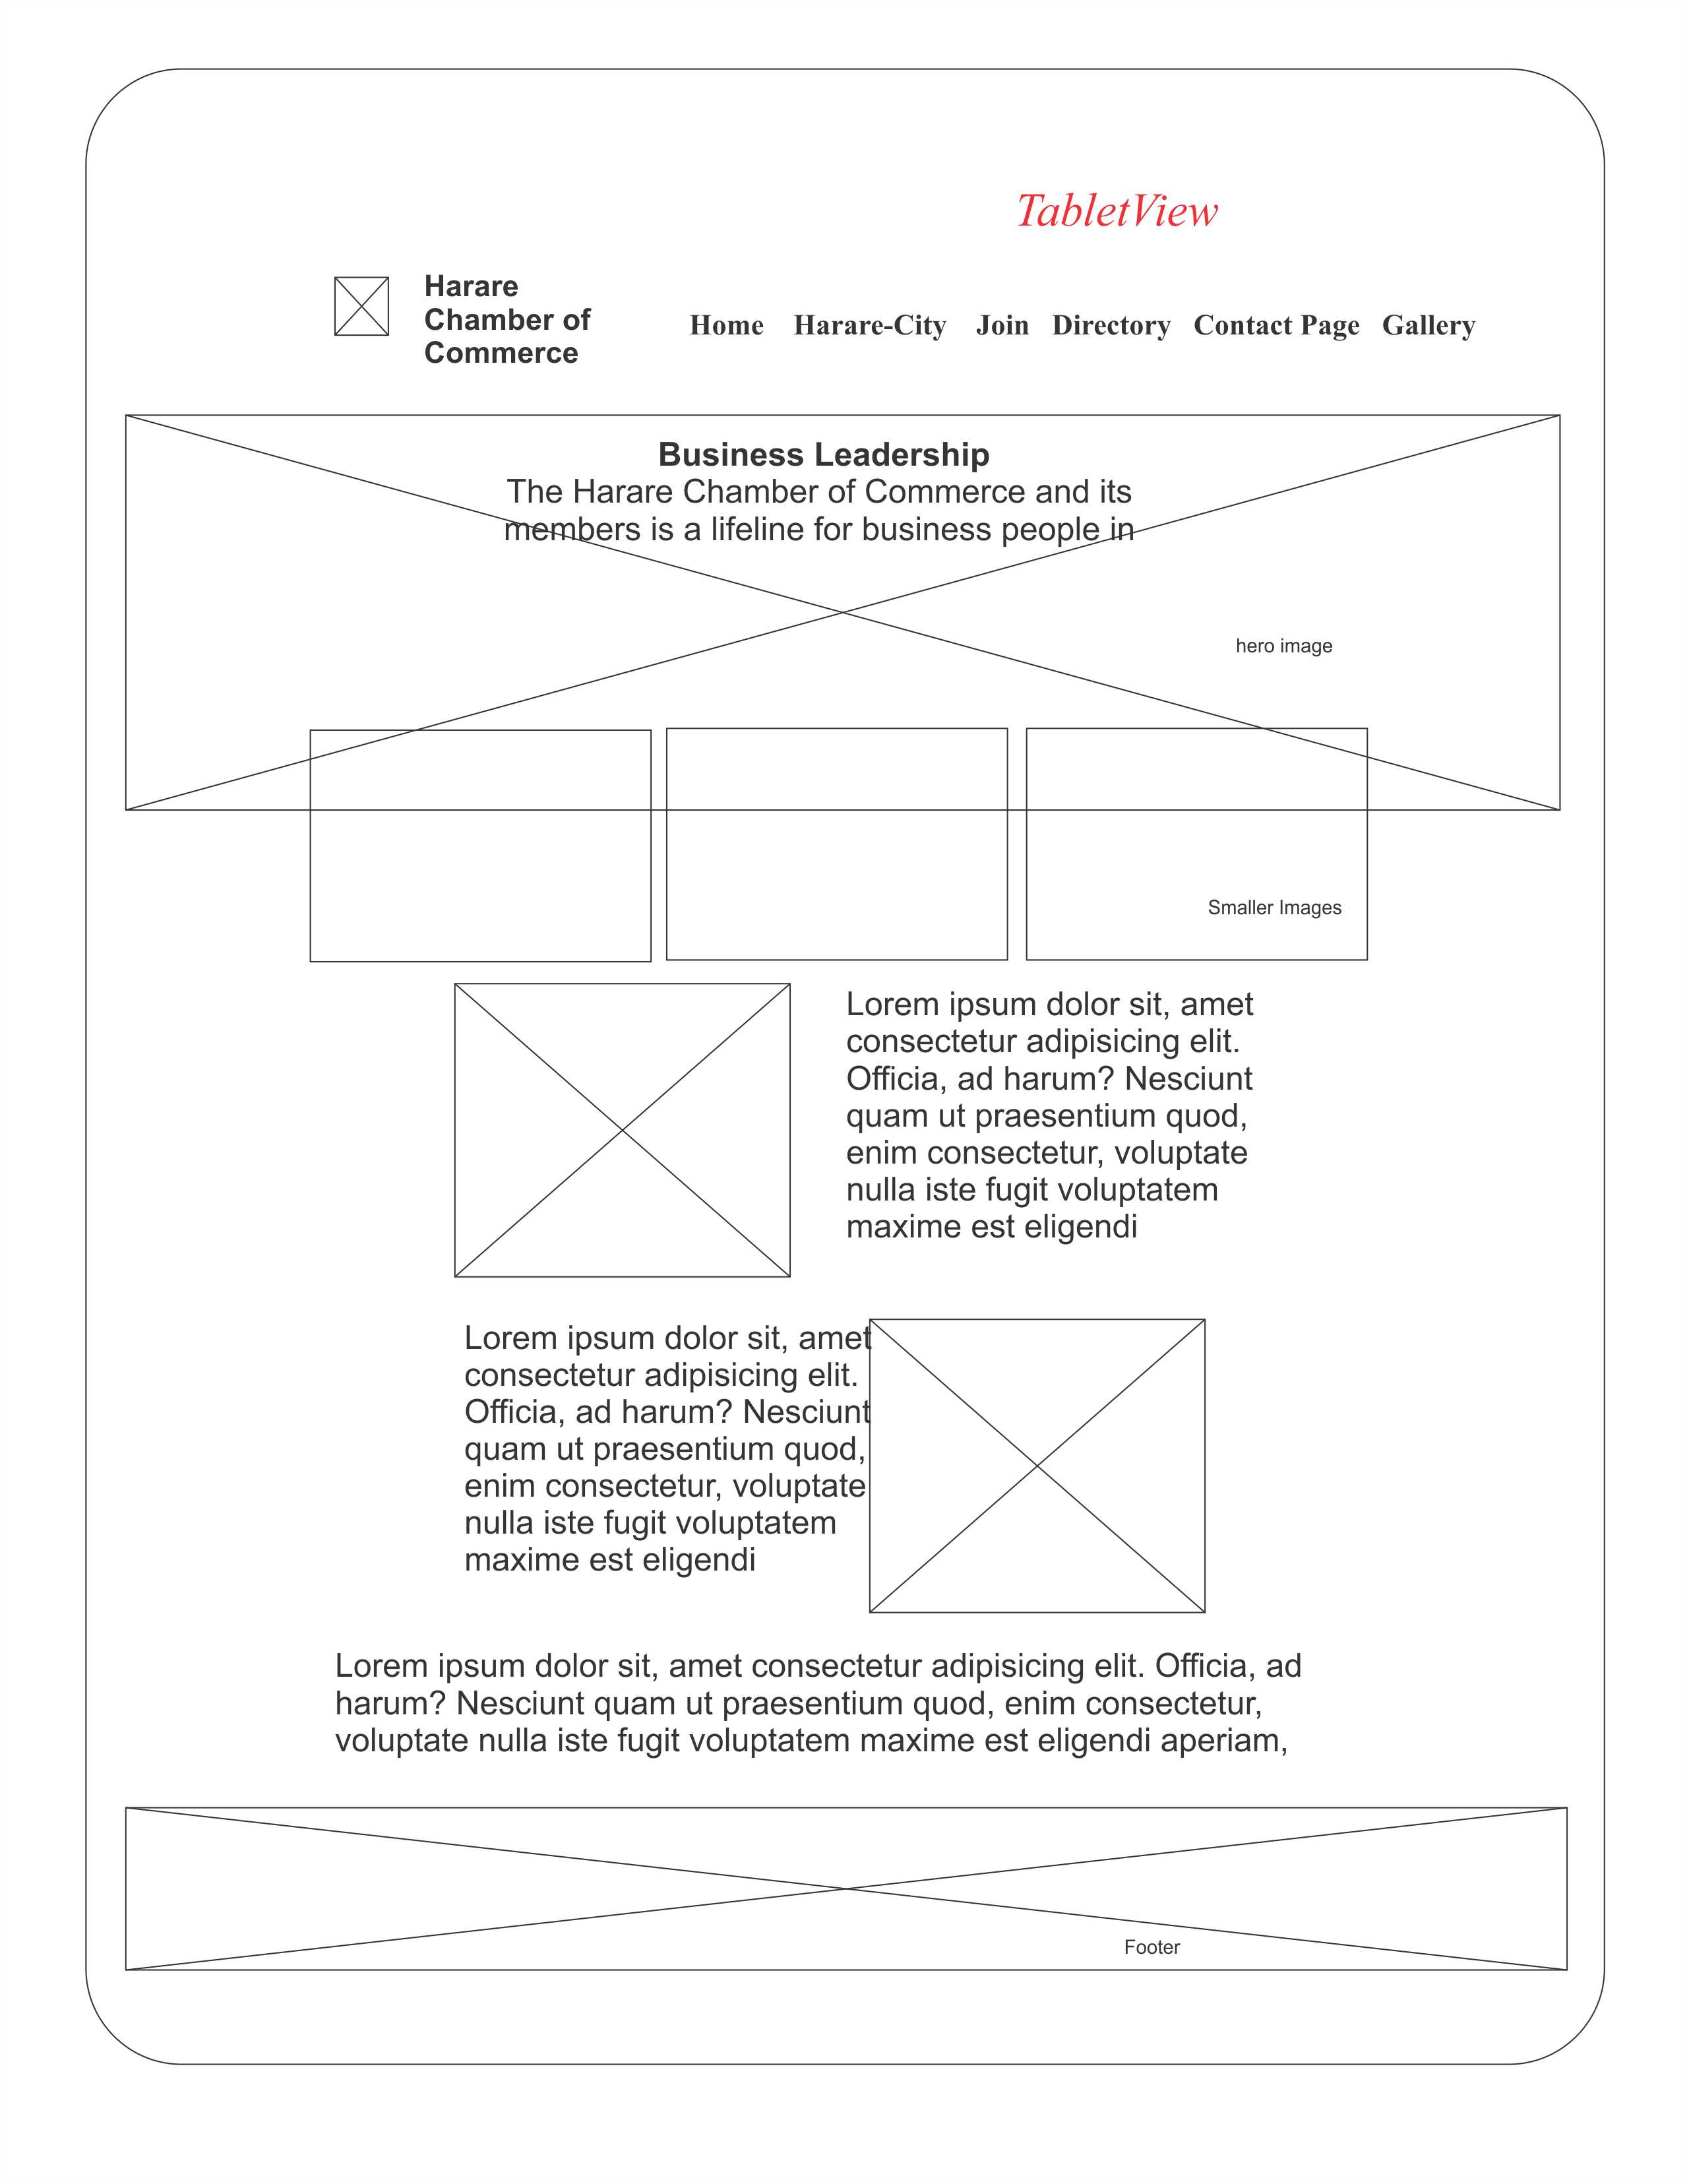 TabletView
Harare
Chamber of
Commerce
Home Harare-City Join Directory Contact Page Gallery
Business Leadership
The Harare Chamber of Commerce and its
members is a lifeline for business people in
hero image
Smaller Images
Lorem ipsum dolor sit, amet
consectetur adipisicing elit.
Officia, ad harum? Nesciunt
quam ut praesentium quod,
enim consectetur, voluptate
nulla iste fugit voluptatem
maxime est eligendi
Lorem ipsum dolor sit, amet
consectetur adipisicing elit.
Officia, ad harum? Nesciunt
quam ut praesentium quod,
enim consectetur, voluptate
nulla iste fugit voluptatem
maxime est eligendi
Lorem ipsum dolor sit, amet consectetur adipisicing elit. Officia, ad
harum? Nesciunt quam ut praesentium quod, enim consectetur,
voluptate nulla iste fugit voluptatem maxime est eligendi aperiam,
Footer